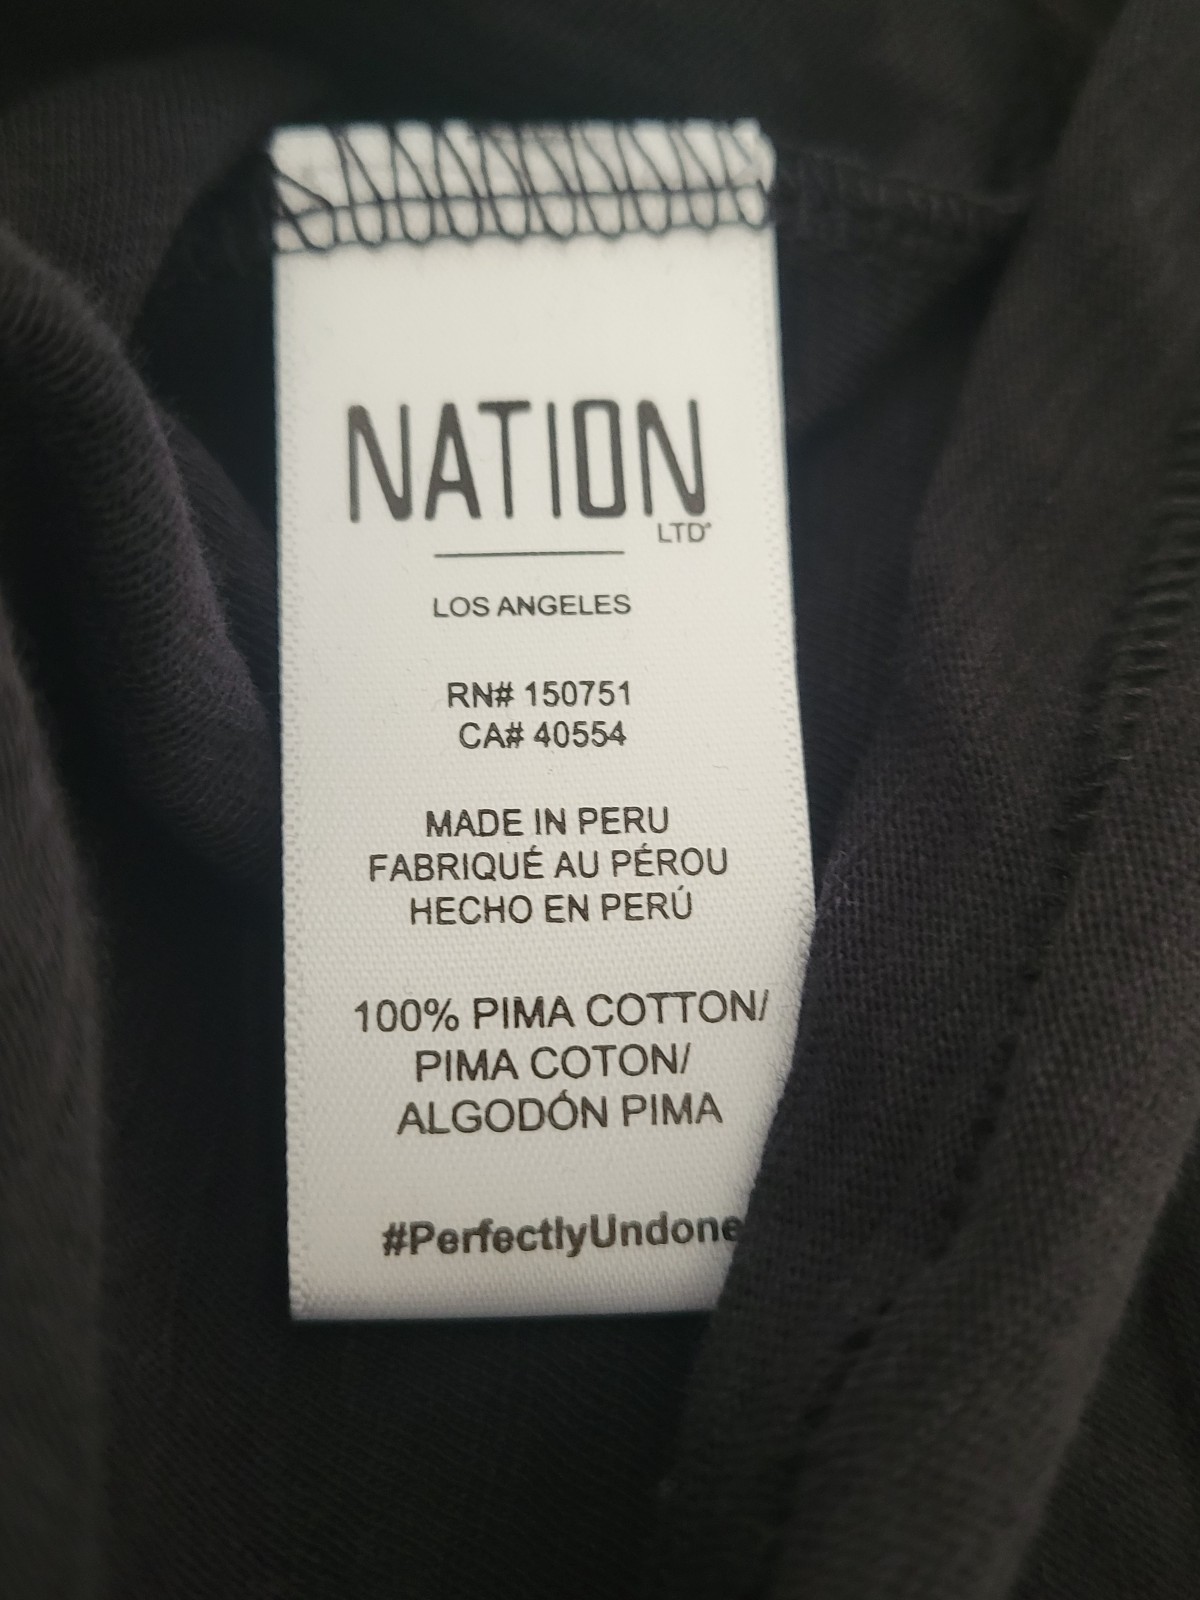 NATION
LTD®
LOS ANGELES
RN# 150751
CA# 40554
MADE IN PERU
FABRIQUÉ AU PÉROU
HECHO EN PERÚ
100% PIMA COTTON/
PIMA COTON/
ALGODÓN PIMA
#PerfectlyUndone